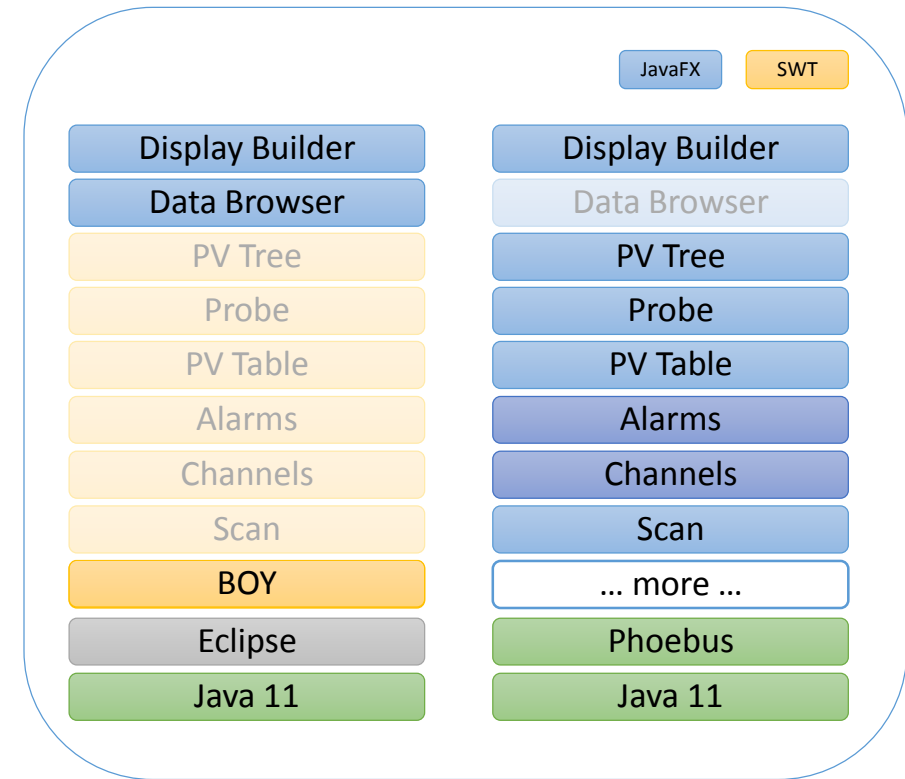 JavaFX
SWT
Display Builder
Data Browser
PV Tree
Probe
PV Table
Alarms
Channels
Scan
BOY
Eclipse
Java 11
Display Builder
Data Browser
PV Tree
Probe
PV Table
Alarms
Channels
Scan
... more ...
Phoebus
Java 11